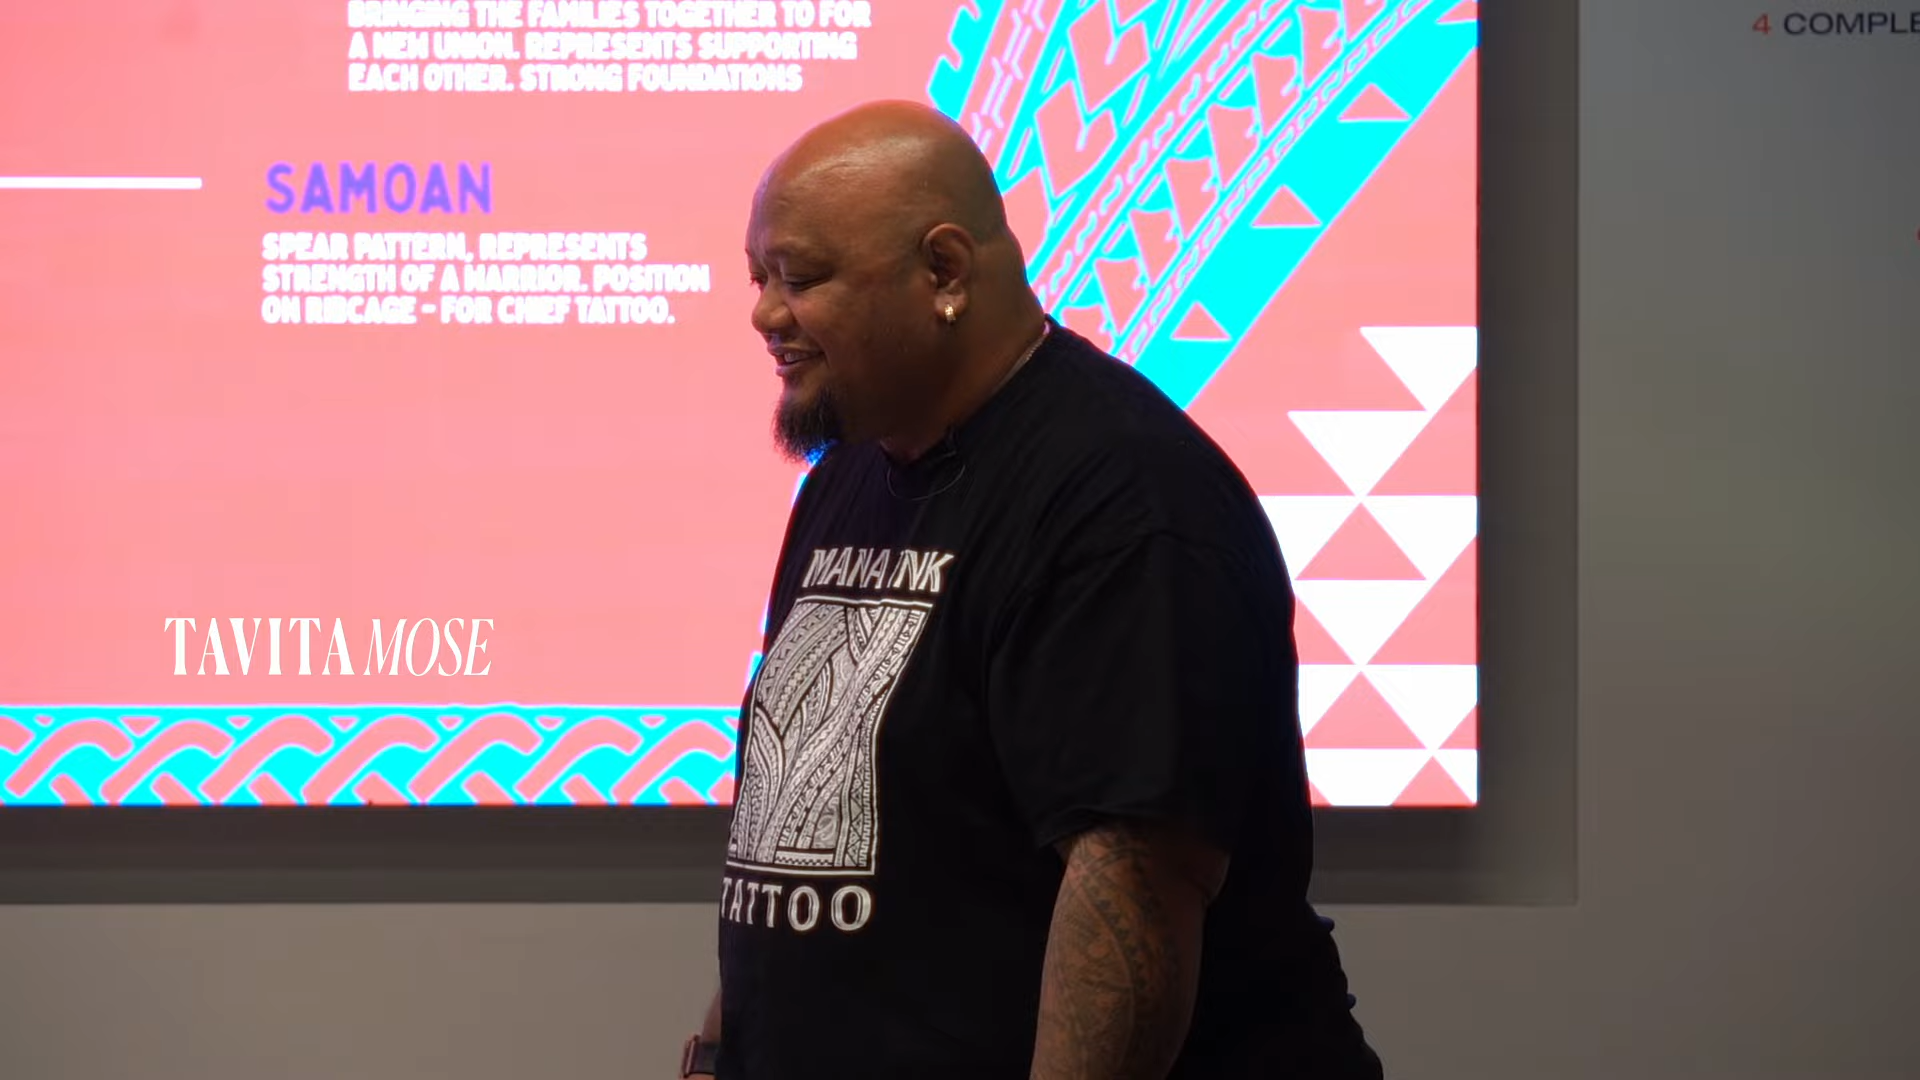 BRINGING THE FAMILIES TOGETHER TO FOR
A NEW UNION. REPRESENTS SUPPORTING
EACH OTHER. STRONG FOUNDATIONS
4 COMPLE
SAMOAN
SPEAR PATTERN, REPRESENTS
STRENGTH OF A WARRIOR. POSITION
ON RIBCAGE - FOR CHIEF TATTOO.
MANA INK
TATTOO
TAVITA MOSE